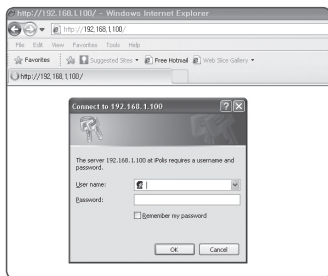 http://192.168.1.100/ - Windows Internet Explorer
http://192.168.1.100/
File Edit View Favorites Tools Help
Favorites Suggested Sites Free Hotmail Web Slice Gallery
http://192.168.1.100/
Connect to 192.168.1.100
The server 192.168.1.100 at iPolis requires a username and
password.
User name:
Password:
Remember my password
OK Cancel